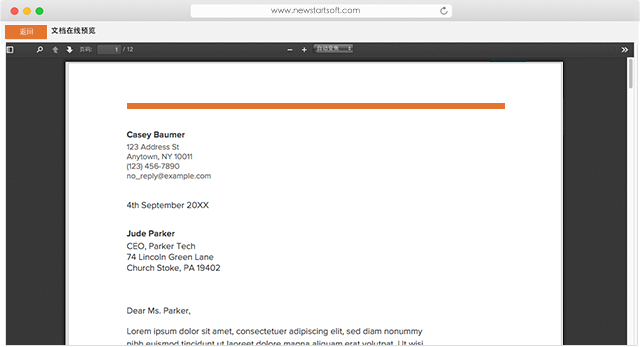 www.newstartsoft.com
返回 文档在线预览
页码: 1 / 12 自动变焦
Casey Baumer
123 Address St
Anytown, NY 10011
(123) 456-7890
no_reply@example.com
4th September 20XX
Jude Parker
CEO, Parker Tech
74 Lincoln Green Lane
Church Stoke, PA 19402
Dear Ms. Parker,
Lorem ipsum dolor sit amet, consectetuer adipiscing elit, sed diam nonummy
nibh euismod tincidunt ut laoreet dolore magna aliquam erat volutpat. Ut wisi